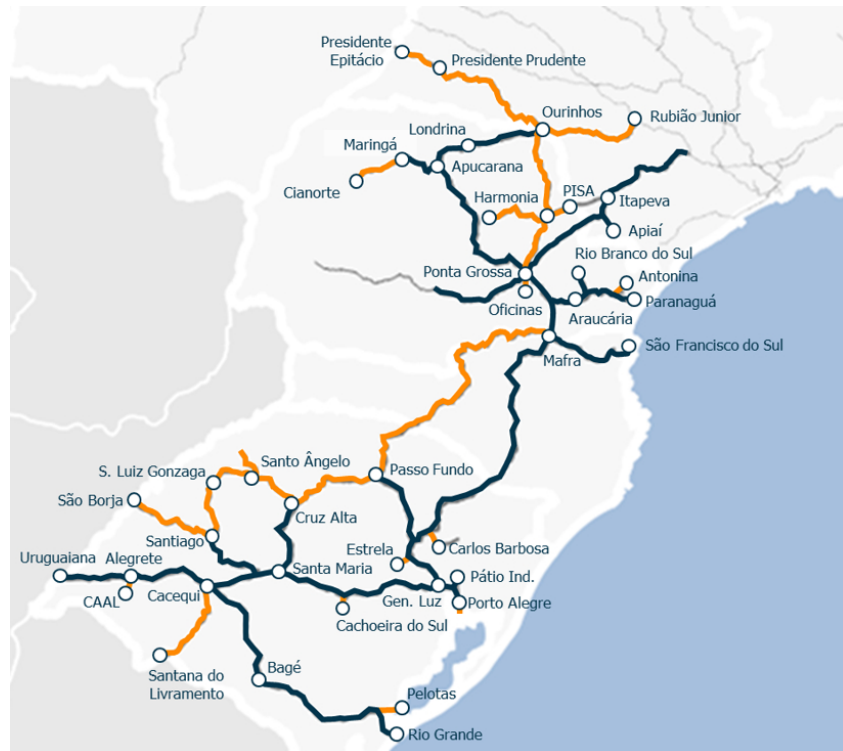 Presidente
Epitácio
Presidente Prudente
Ourinhos
Rubião Junior
Londrina
Maringá
Apucarana
Cianorte
Harmonia
PISA
Itapeva
Apiaí
Rio Branco do Sul
Ponta Grossa
Antonina
Oficinas
Araucária
Paranaguá
São Francisco do Sul
Mafra
Santo Ângelo
S. Luiz Gonzaga
Passo Fundo
São Borja
Cruz Alta
Santiago
Estrela
Carlos Barbosa
Uruguaiana
Alegrete
Santa Maria
Pátio Ind.
CAAL
Cacequi
Gen. Luz
Porto Alegre
Cachoeira do Sul
Santana do
Livramento
Bagé
Pelotas
Rio Grande